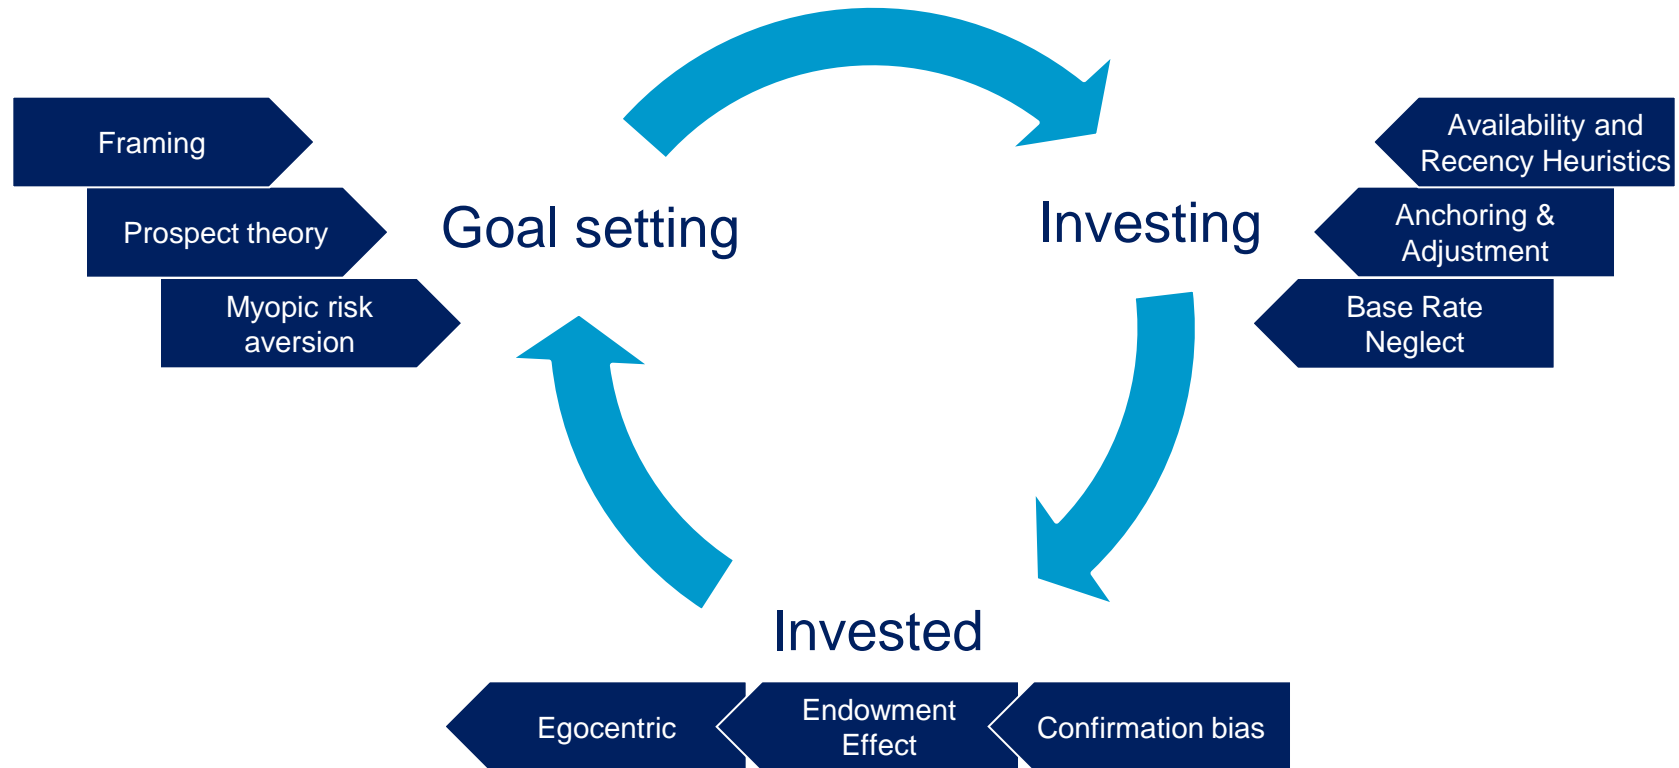 Framing
Prospect theory
Myopic risk
aversion
Goal setting
Investing
Availability and
Recency Heuristics
Anchoring &
Adjustment
Base Rate
Neglect
Invested
Egocentric
Endowment
Effect
Confirmation bias